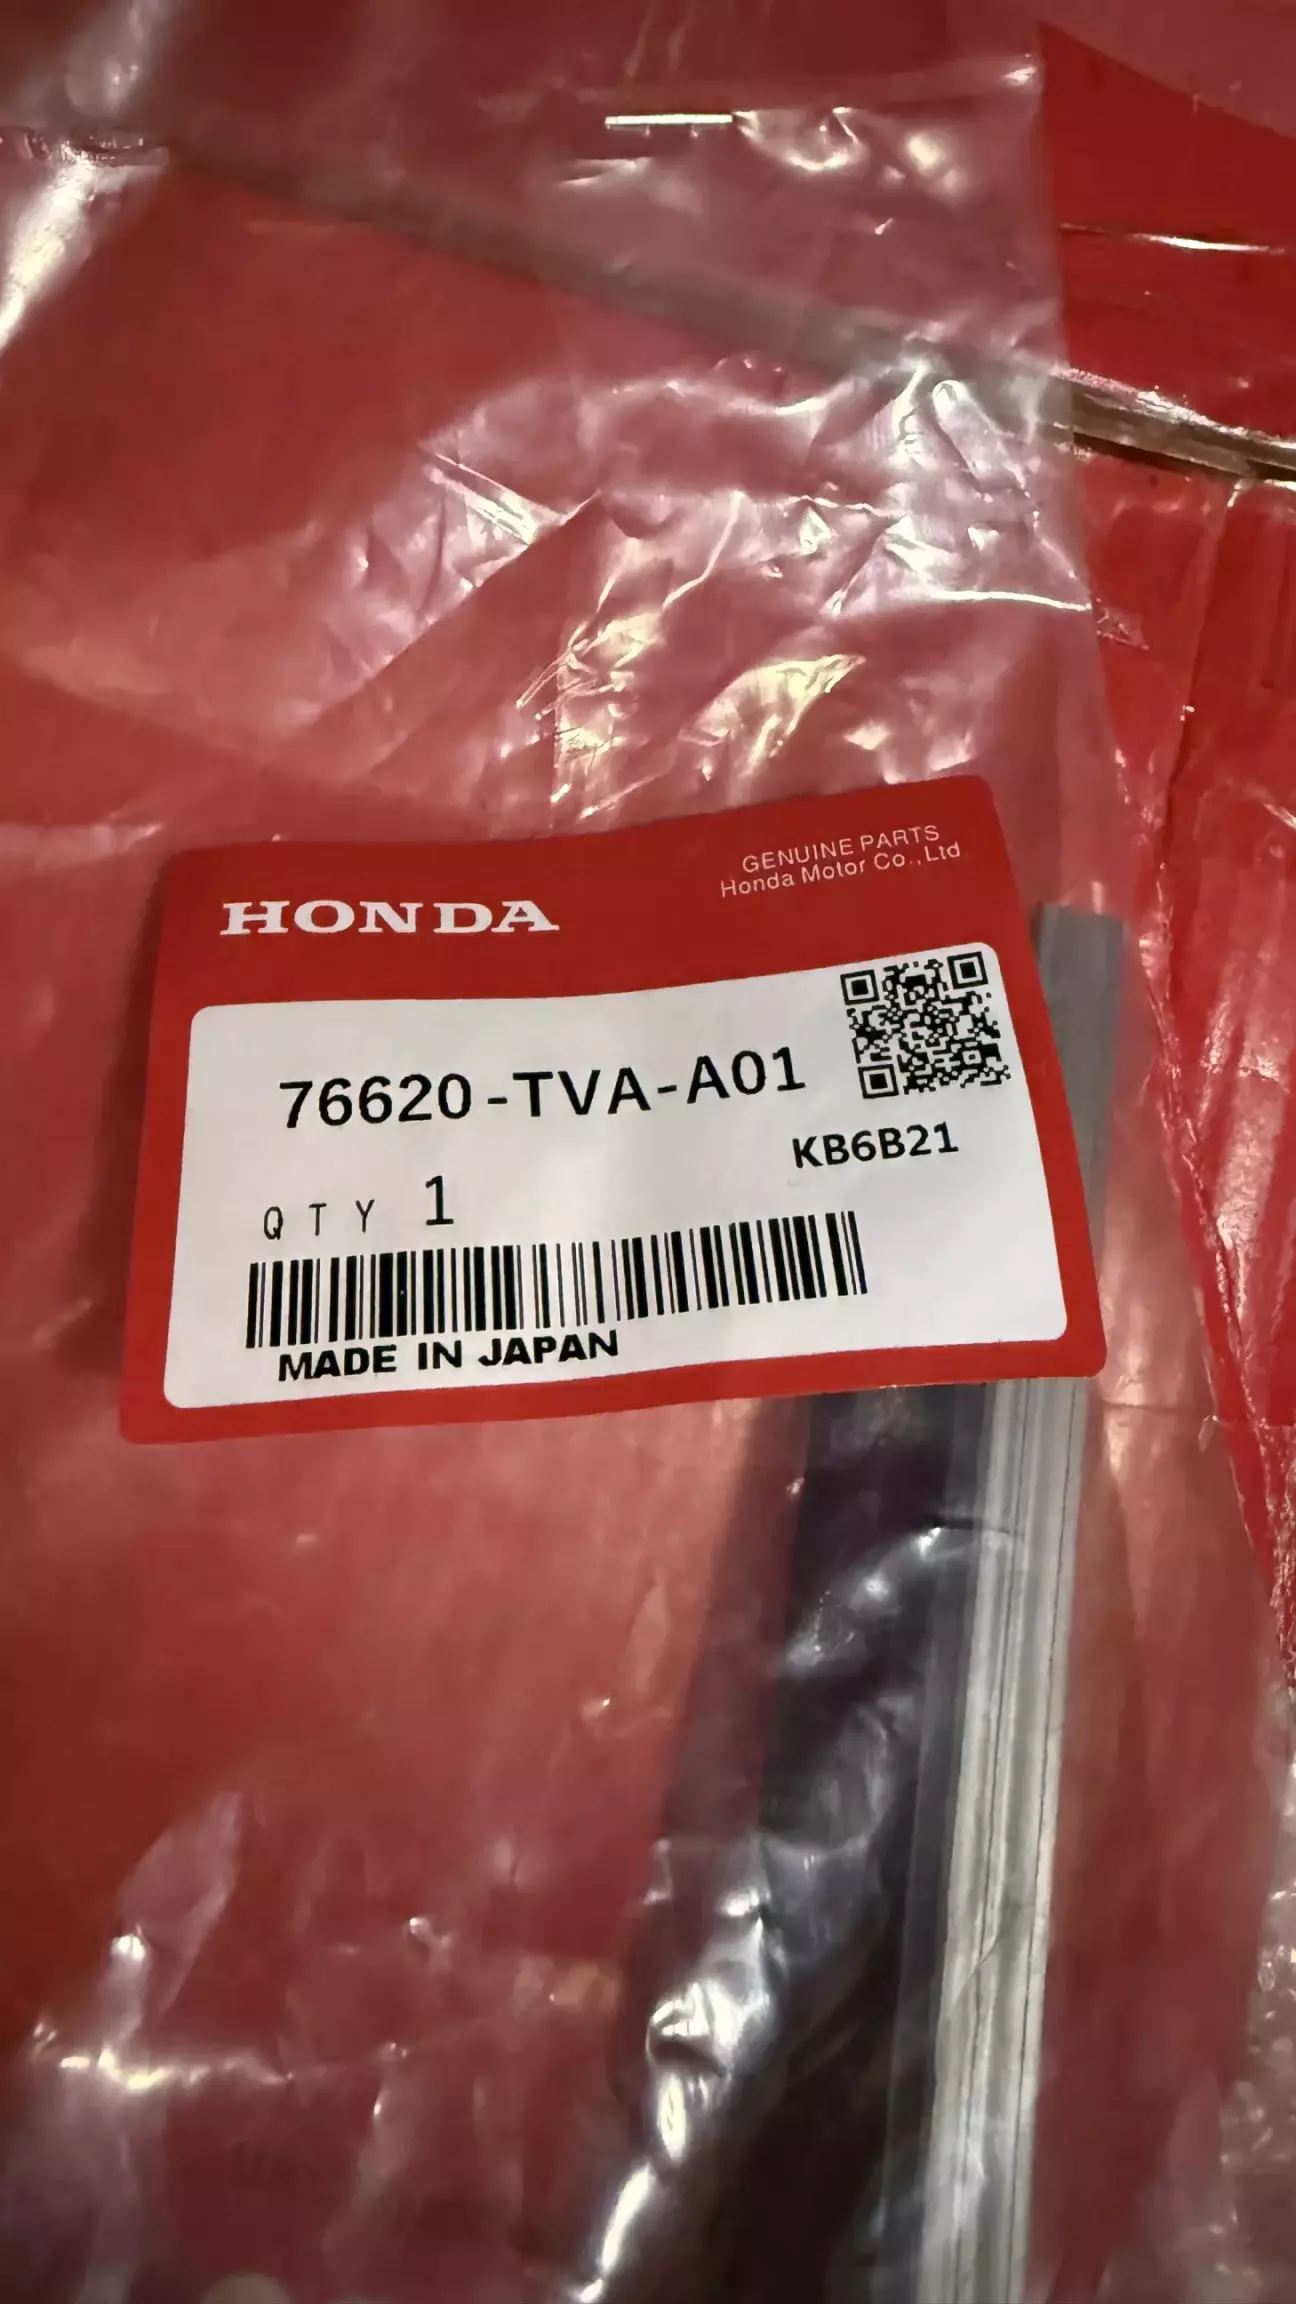 HONDA
GENUINE PARTS
Honda Motor Co.,Ltd
76620-TVA-A01
KB6B21
QTY 1
MADE IN JAPAN